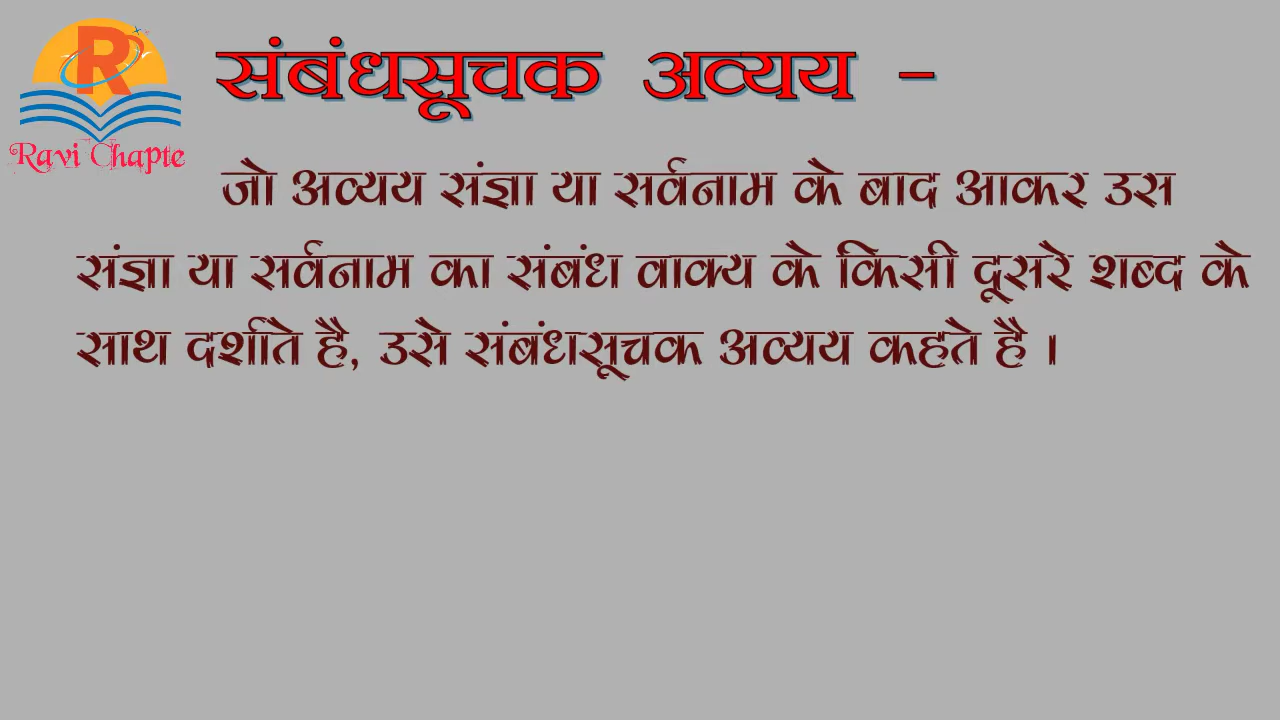 संबंधसूचक अव्यय -
R
Ravi Chapte
जो अव्यय संज्ञा या सर्वनाम के बाद आकर उस
संज्ञा या सर्वनाम का संबंध वाक्य के किसी दूसरे शब्द के
साथ दर्शाते है, उसे संबंधसूचक अव्यय कहते है ।